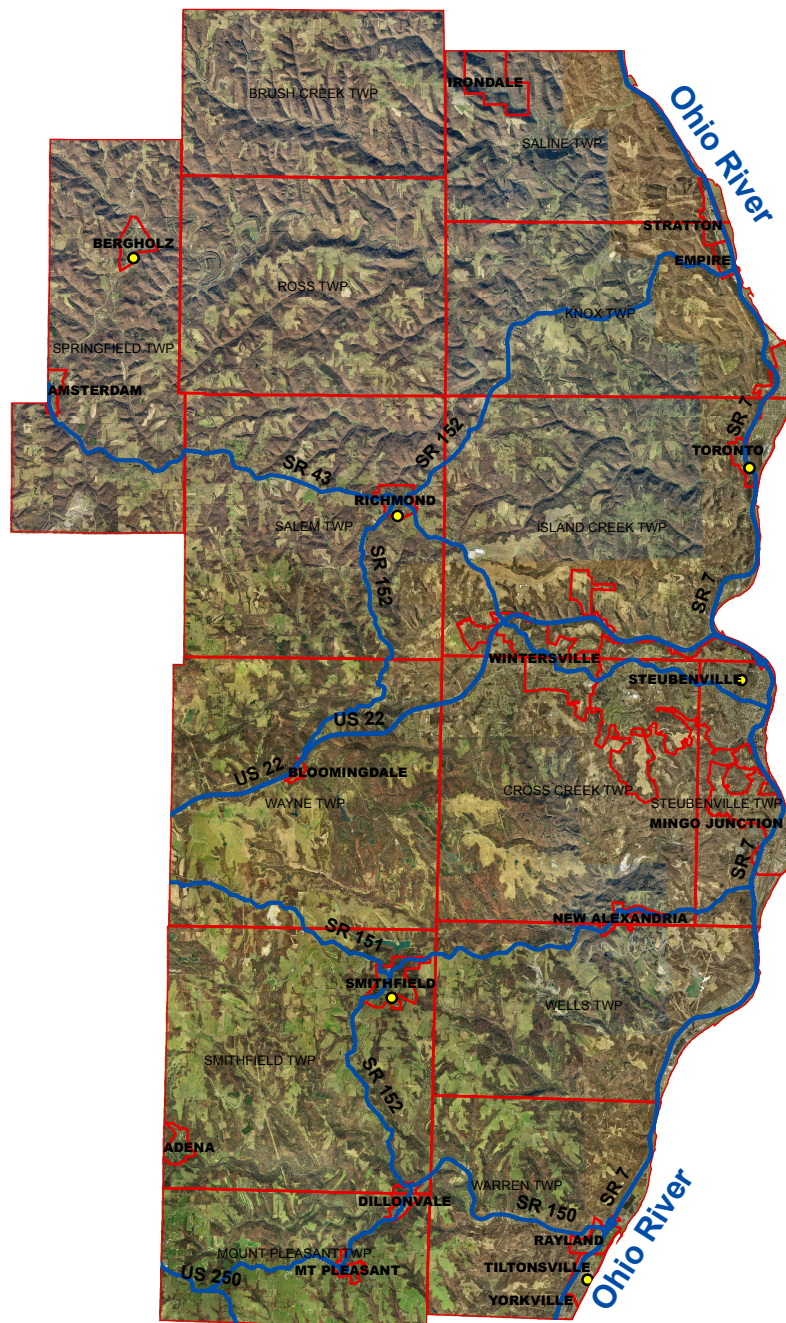 IRONDALE
BRUSH CREEK TWP
Ohio River
SALINE TWP
STRATTON
BERGHOLZ
EMPIRE
ROSS TWP
KNOX TWP
SPRINGFIELD TWP
AMSTERDAM
SR 7
SR 152
TORONTO
SR 43
RICHMOND
SALEM TWP
ISLAND CREEK TWP
SR 152
SR 7
WINTERSVILLE
STEUBENVILLE
US 22
US 22
BLOOMINGDALE
CROSS CREEK TWP
WAYNE TWP
STEUBENVILLE TWP
MINGO JUNCTION
SR 7
NEW ALEXANDRIA
SR 151
SMITHFIELD
WELLS TWP
SMITHFIELD TWP
SR 152
ADENA
WARREN TWP
SR 7
DILLONVALE
SR 150
RAYLAND
MOUNT PLEASANT TWP
MT PLEASANT
US 250
TILTONSVILLE
Ohio River
YORKVILLE